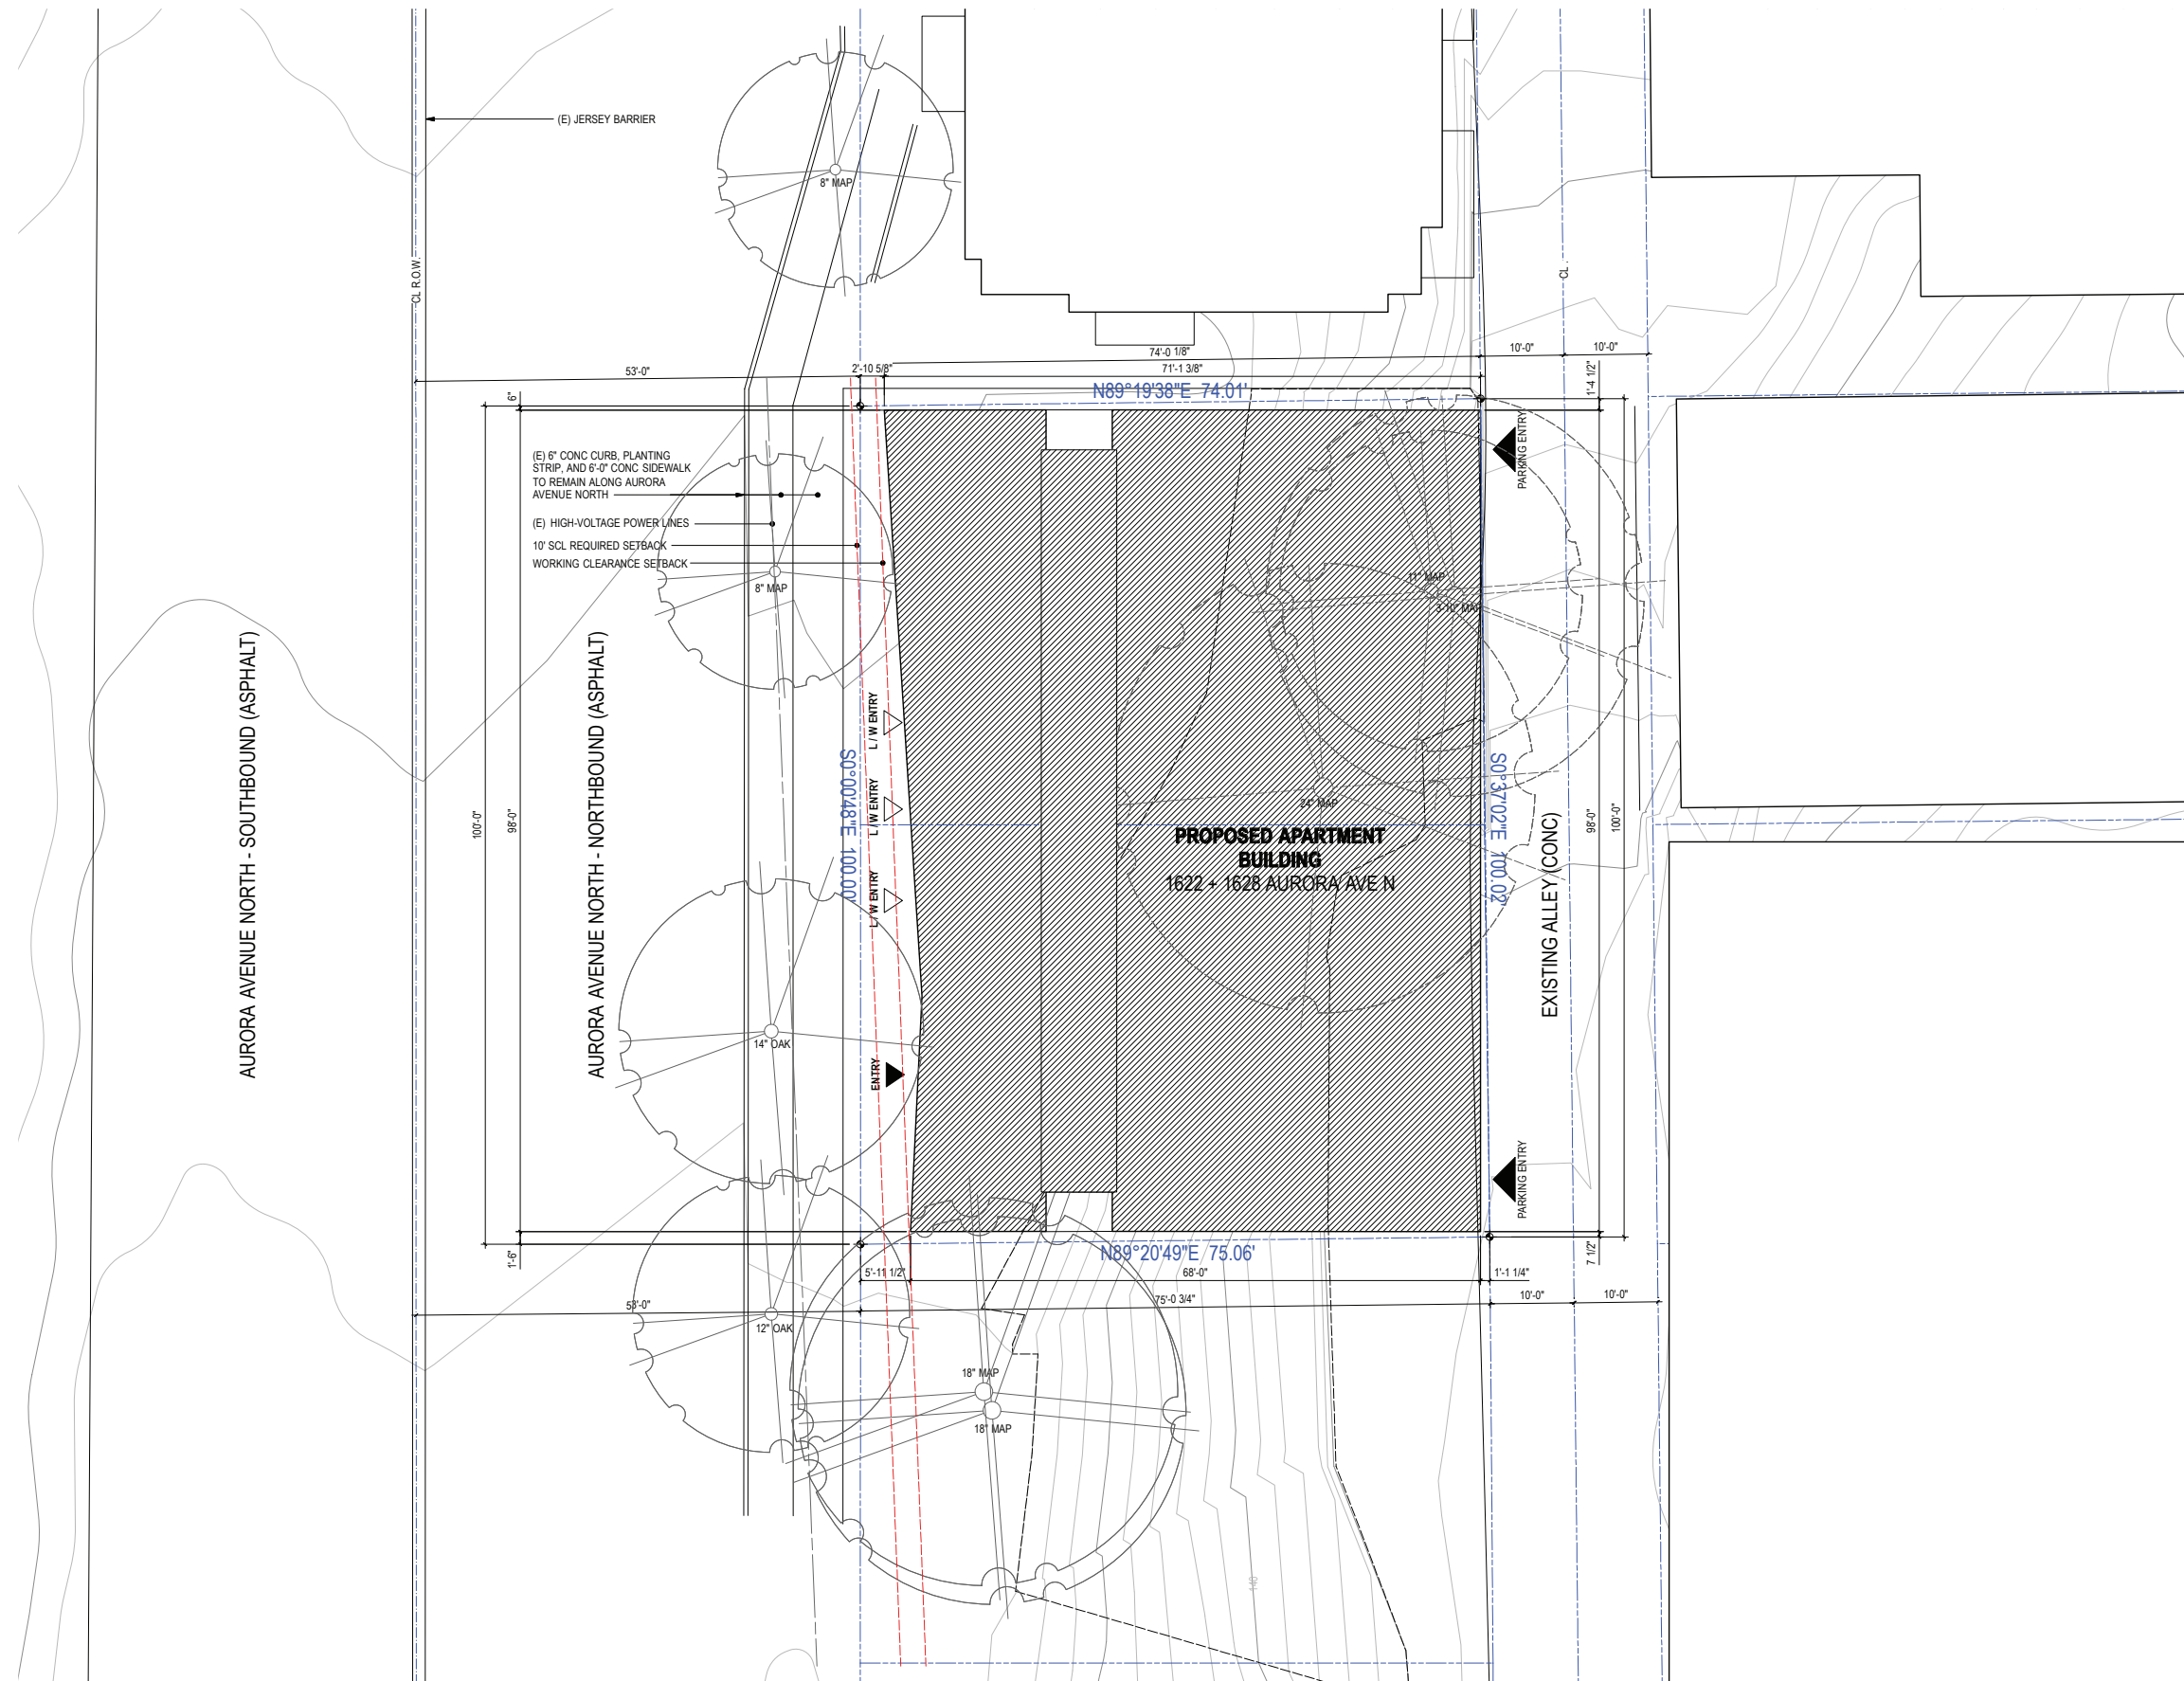 (E) JERSEY BARRIER
8" MAP
CL R.O.W.
CL
74'-0 1/8"
10'-0"
10'-0"
53'-0"
2'-10 5/8"
71'-1 3/8"
N89°19'38"E 74.01'
6"
1'-4 1/2"
PARKING ENTRY
(E) 6" CONC CURB, PLANTING
STRIP, AND 6'-0" CONC SIDEWALK
TO REMAIN ALONG AURORA
AVENUE NORTH
(E) HIGH-VOLTAGE POWER LINES
10' SCL REQUIRED SETBACK
WORKING CLEARANCE SETBACK
8" MAP
11" MAP
3-10" MAP
AURORA AVENUE NORTH - SOUTHBOUND (ASPHALT)
AURORA AVENUE NORTH - NORTHBOUND (ASPHALT)
L / W ENTRY
L / W ENTRY
L / W ENTRY
S0°00'48"E 100.00'
S0°37'02"E 100.02'
100'-0"
98'-0"
98'-0"
100'-0"
24" MAP
PROPOSED APARTMENT
BUILDING
1622 + 1628 AURORA AVE N
EXISTING ALLEY (CONC)
14" OAK
ENTRY
PARKING ENTRY
1'-6"
7 1/2"
N89°20'49"E 75.06'
5'-11 1/2"
68'-0"
1'-1 1/4"
53'-0"
75'-0 3/4"
10'-0"
10'-0"
12" OAK
18" MAP
18" MAP
140